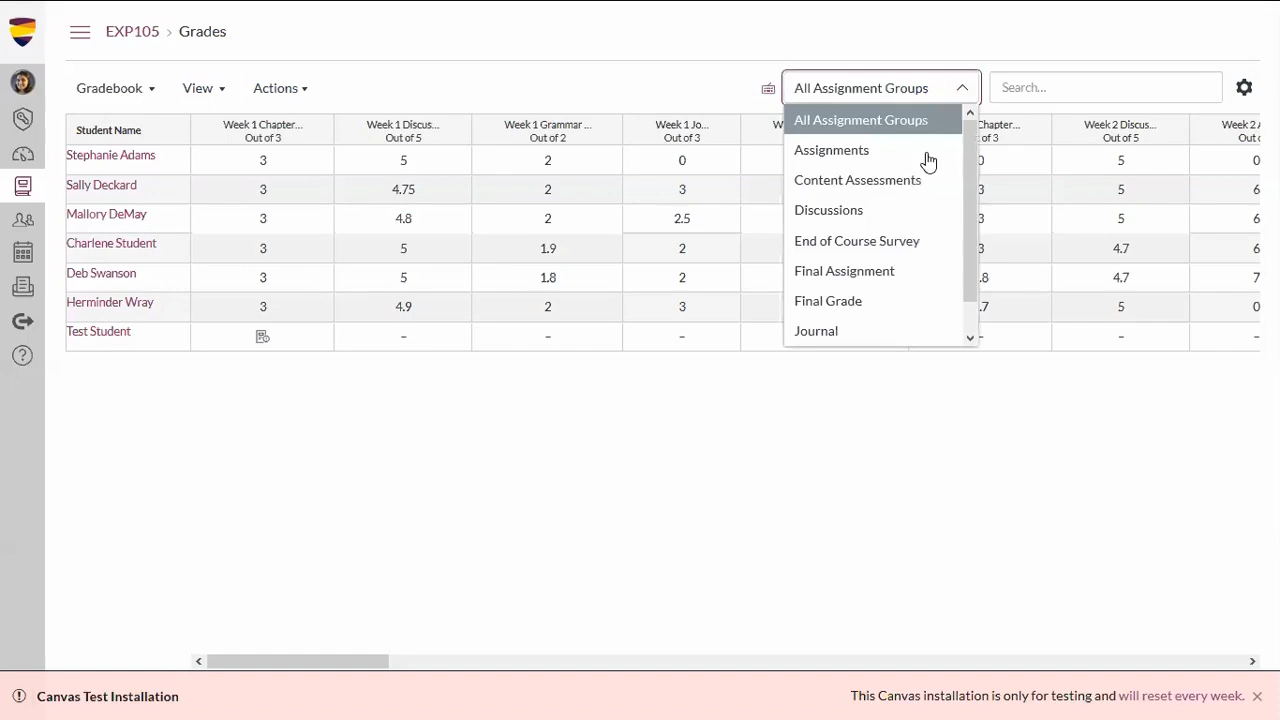 EXP105 › Grades
Gradebook View Actions All Assignment Groups Search...
All Assignment Groups
Assignments
Content Assessments
Discussions
End of Course Survey
Final Assignment
Final Grade
Journal
Student Name Week 1 Chapter... Week 1 Discus... Week 1 Grammar ... Week 1 Jo... Chapter... Week 2 Discus... Week 2
Out of 3 Out of 5 Out of 2 Out of 3 Out of 3 Out of 5
Stephanie Adams 3 5 2 0 5 0
Sally Deckard 3 4.75 2 3 3 5 6
Mallory DeMay 3 4.8 2 2.5 3 5 6
Charlene Student 3 5 1.9 2 3 4.7 6
Deb Swanson 3 5 1.8 2 .8 4.7 7
Herminder Wray 3 4.9 2 3 .7 5 0
Test Student – – – – –
Canvas Test Installation
This Canvas installation is only for testing and will reset every week.